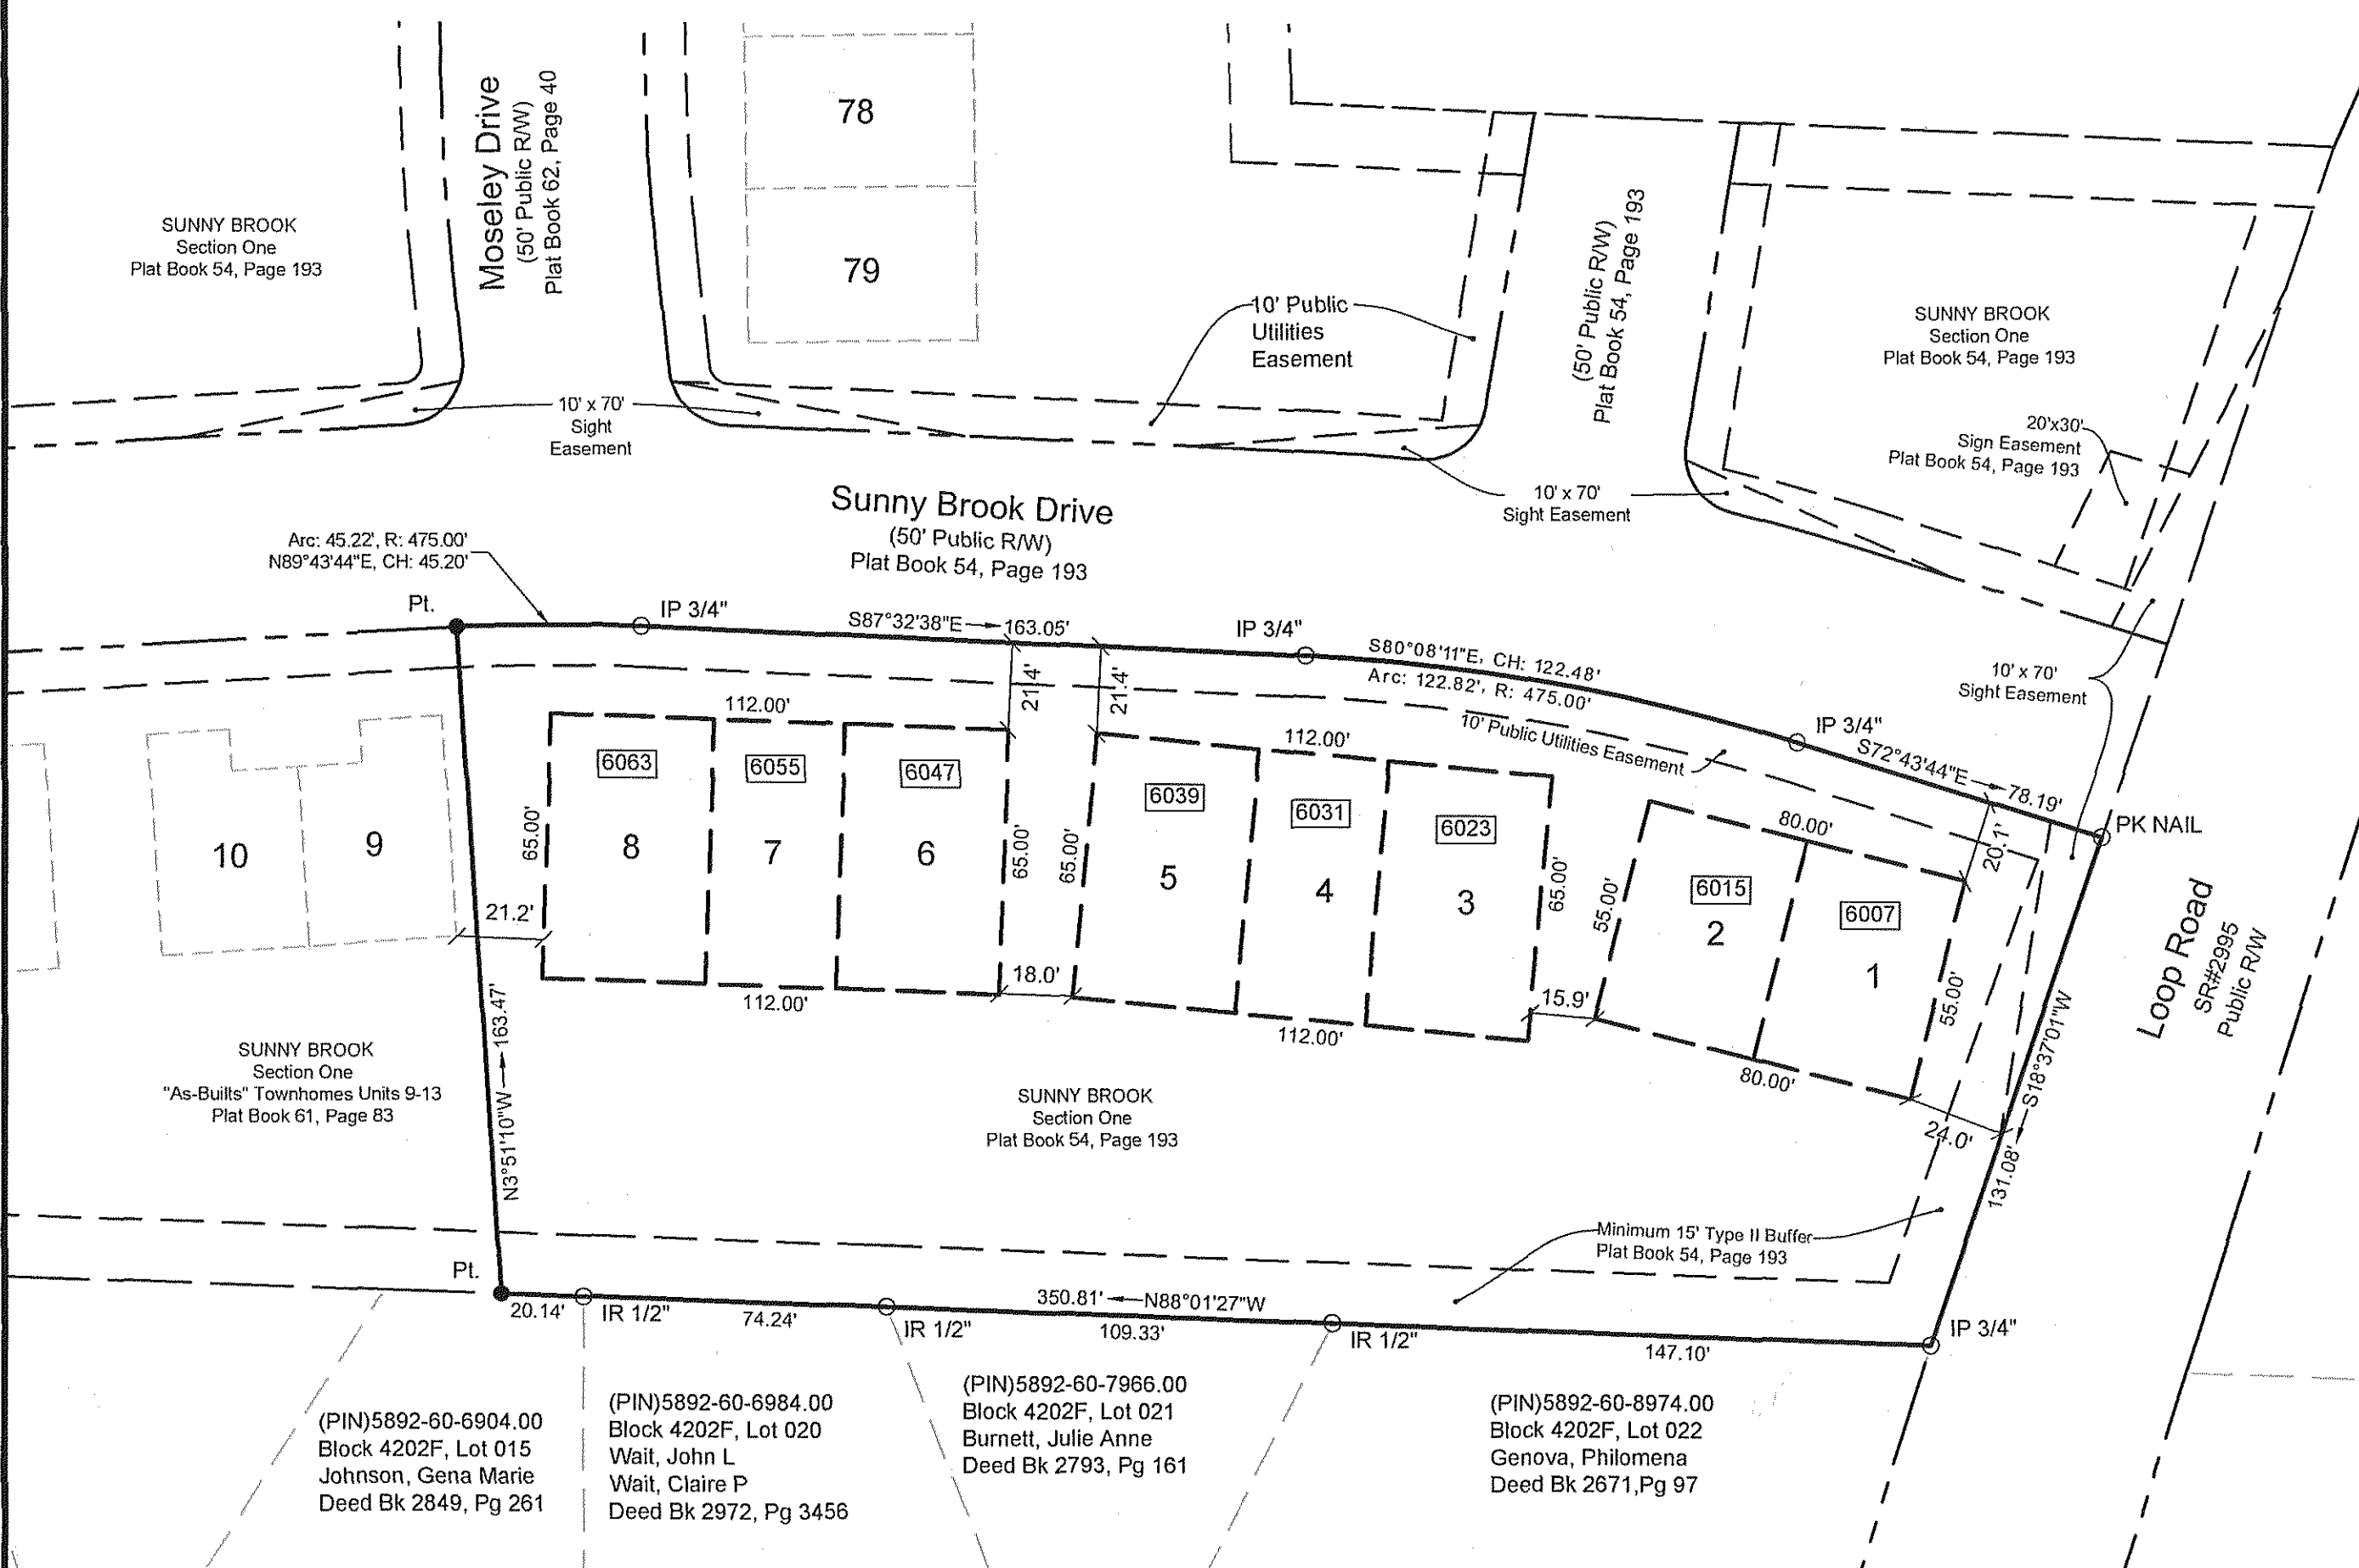 Moseley Drive
(50' Public R/W)
Plat Book 62, Page 40
78
79
SUNNY BROOK
Section One
Plat Book 54, Page 193
10' Public
Utilities
Easement
(50' Public R/W)
Plat Book 54, Page 193
SUNNY BROOK
Section One
Plat Book 54, Page 193
20'x30'
Sign Easement
Plat Book 54, Page 193
10' x 70'
Sight
Easement
10' x 70'
Sight Easement
Sunny Brook Drive
(50' Public R/W)
Plat Book 54, Page 193
Arc: 45.22', R: 475.00'
N89°43'44"E, CH: 45.20'
Pt.
IP 3/4"
S87°32'38"E
163.05'
IP 3/4"
S80°08'11"E, CH: 122.48'
Arc: 122.82', R: 475.00'
10' Public Utilities Easement
IP 3/4"
S72°43'44"E
78.19'
10' x 70'
Sight Easement
PK NAIL
21.4'
21.4'
20.1'
112.00'
112.00'
80.00'
6063
6055
6047
6039
6031
6023
6015
6007
10
9
8
7
6
5
4
3
2
1
65.00'
65.00'
65.00'
65.00'
55.00'
55.00'
21.2'
18.0'
15.9'
24.0'
112.00'
112.00'
80.00'
Loop Road
SR#2995
Public R/W
S18°37'01"W
131.08'
N3°51'10"W
163.47'
SUNNY BROOK
Section One
"As-Builts" Townhomes Units 9-13
Plat Book 61, Page 83
SUNNY BROOK
Section One
Plat Book 54, Page 193
Minimum 15' Type II Buffer
Plat Book 54, Page 193
Pt.
20.14'
IR 1/2"
74.24'
IR 1/2"
350.81'
N88°01'27"W
109.33'
IR 1/2"
147.10'
IP 3/4"
(PIN)5892-60-6904.00
Block 4202F, Lot 015
Johnson, Gena Marie
Deed Bk 2849, Pg 261
(PIN)5892-60-6984.00
Block 4202F, Lot 020
Wait, John L
Wait, Claire P
Deed Bk 2972, Pg 3456
(PIN)5892-60-7966.00
Block 4202F, Lot 021
Burnett, Julie Anne
Deed Bk 2793, Pg 161
(PIN)5892-60-8974.00
Block 4202F, Lot 022
Genova, Philomena
Deed Bk 2671,Pg 97